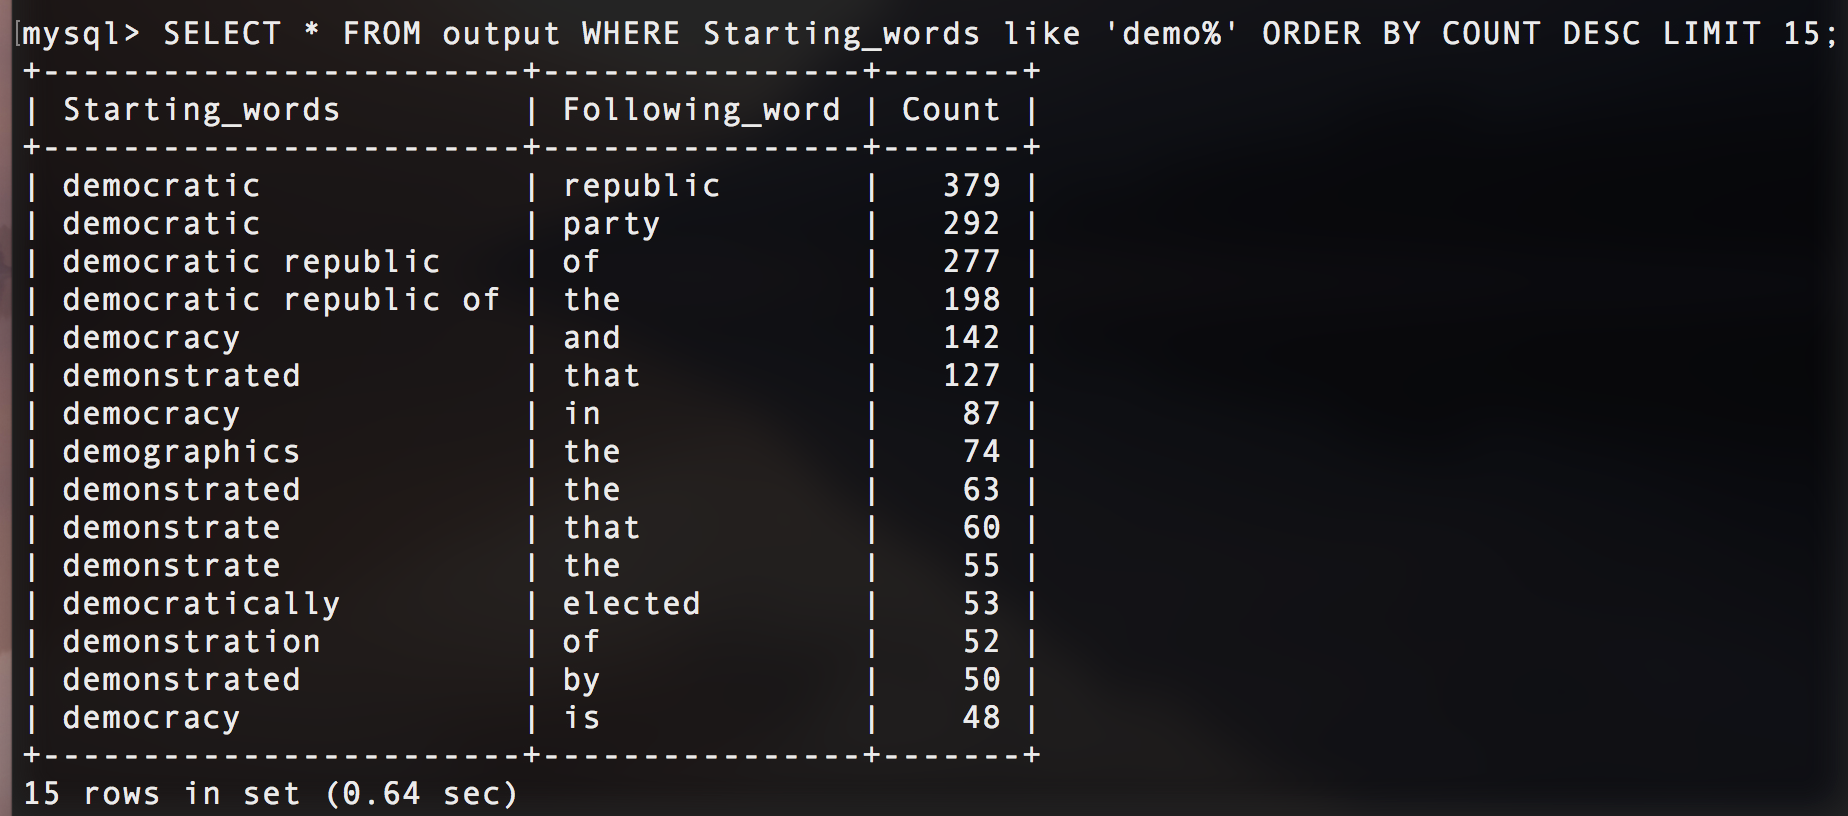 mysql> SELECT * FROM output WHERE Starting_words like 'demo%' ORDER BY COUNT DESC LIMIT 15;
+------------------------+----------------+-------+
| Starting_words         | Following_word | Count |
+------------------------+----------------+-------+
| democratic             | republic       |   379 |
| democratic             | party          |   292 |
| democratic republic    | of             |   277 |
| democratic republic of | the            |   198 |
| democracy              | and            |   142 |
| demonstrated           | that           |   127 |
| democracy              | in             |    87 |
| demographics           | the            |    74 |
| demonstrated           | the            |    63 |
| demonstrate            | that           |    60 |
| demonstrate            | the            |    55 |
| democratically         | elected        |    53 |
| demonstration          | of             |    52 |
| demonstrated           | by             |    50 |
| democracy              | is             |    48 |
+------------------------+----------------+-------+
15 rows in set (0.64 sec)